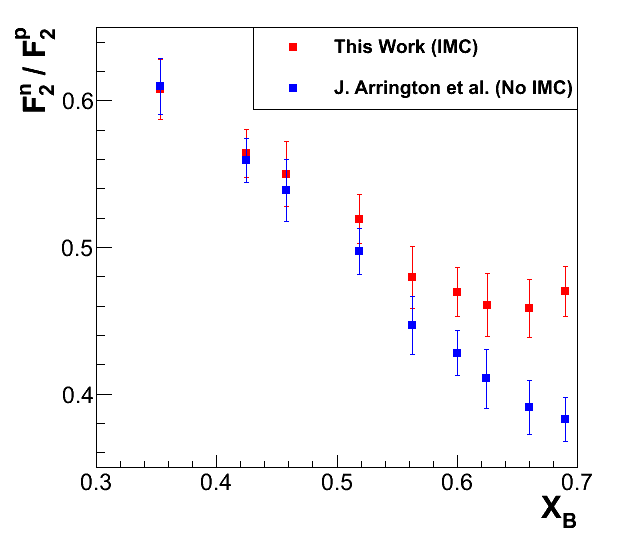 F₂ⁿ / F₂ᵖ
This Work (IMC)
J. Arrington et al. (No IMC)
0.6
0.5
0.4
0.3 0.4 0.5 0.6 0.7
X_B